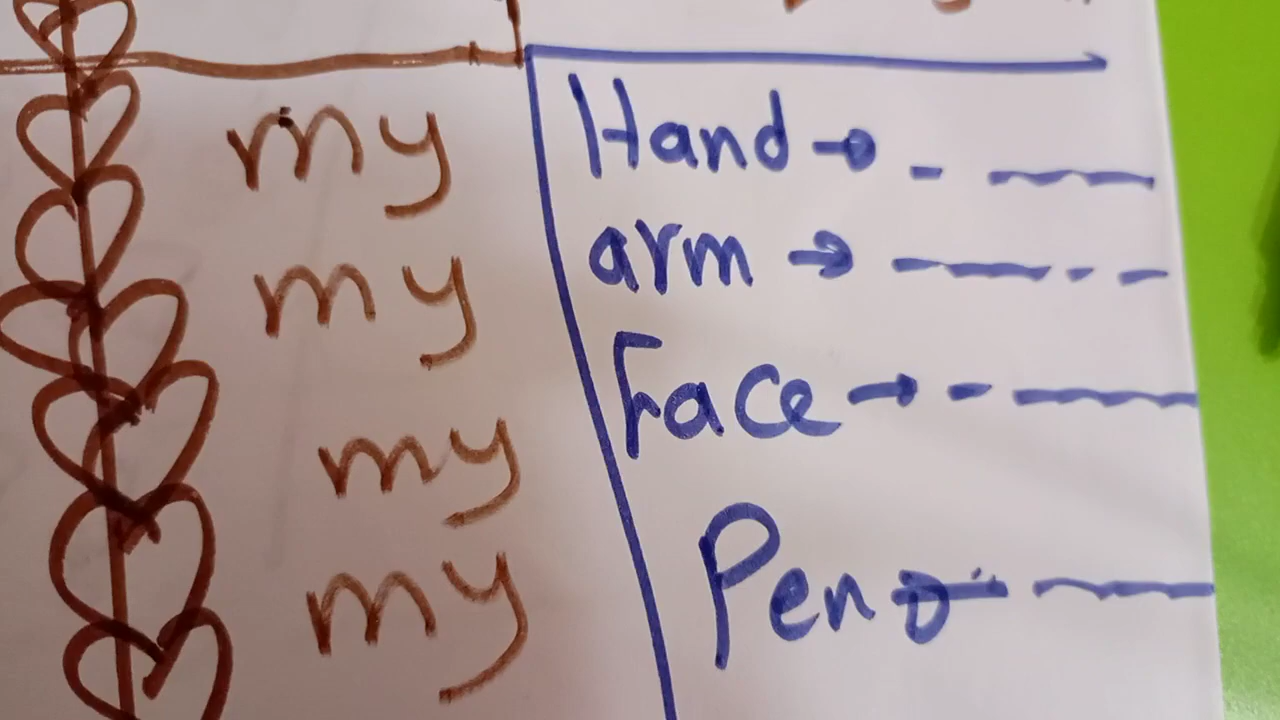 my Hand → - ---
my arm → ---
my Face → - ---
my Pen ---